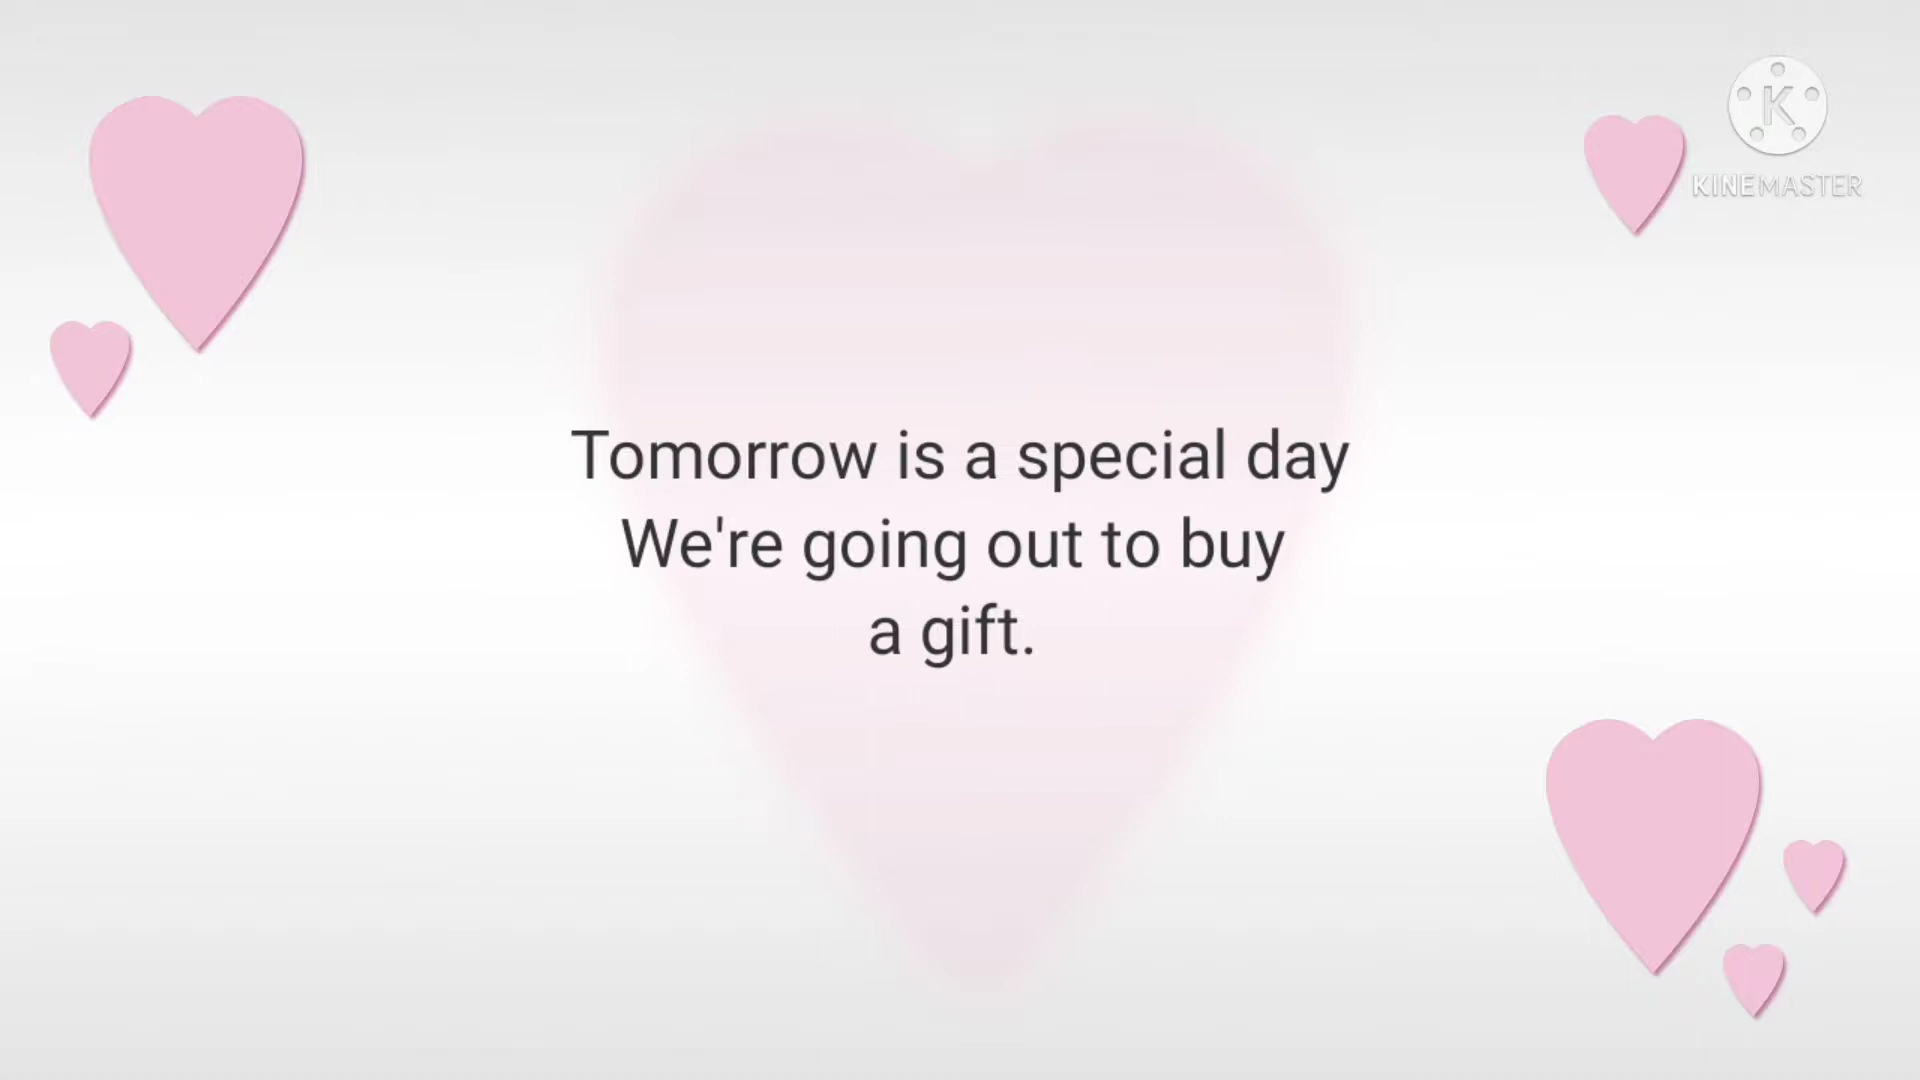 K
KINEMASTER
Tomorrow is a special day
We're going out to buy
a gift.